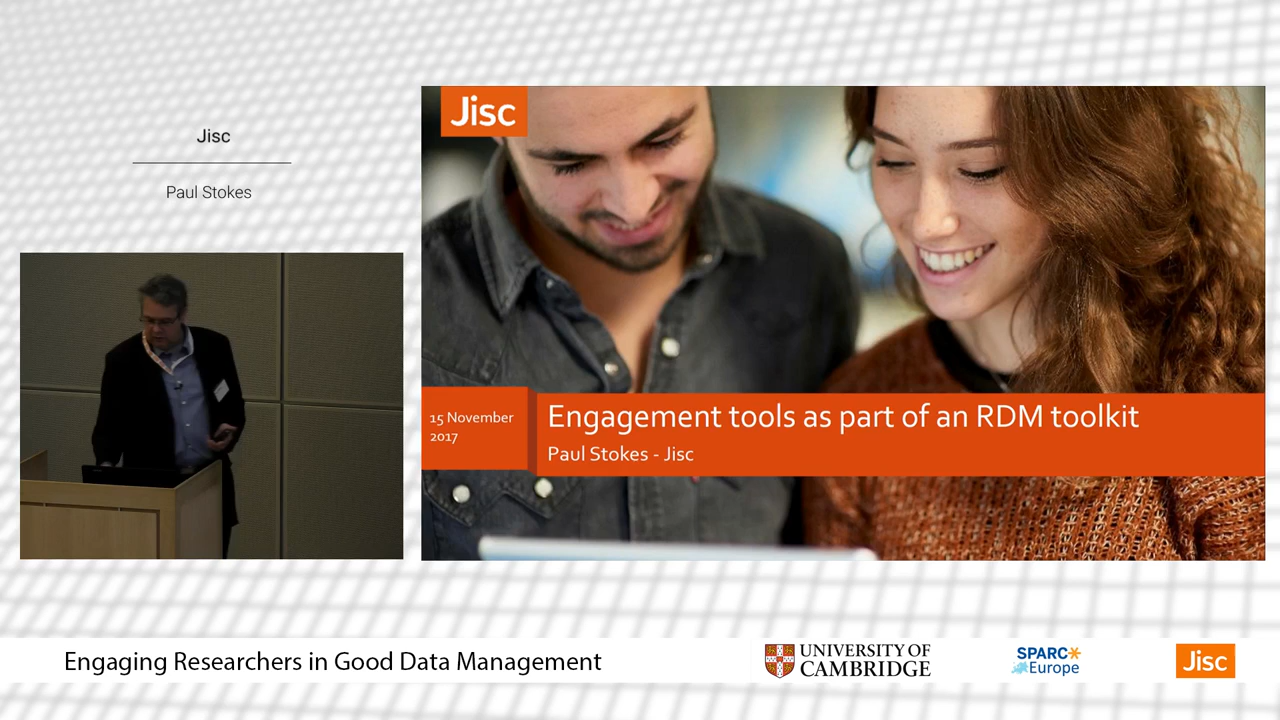 Jisc
Paul Stokes
Jisc
15 November
2017
Engagement tools as part of an RDM toolkit
Paul Stokes - Jisc
Engaging Researchers in Good Data Management
UNIVERSITY OF
CAMBRIDGE
SPARC
Europe
Jisc